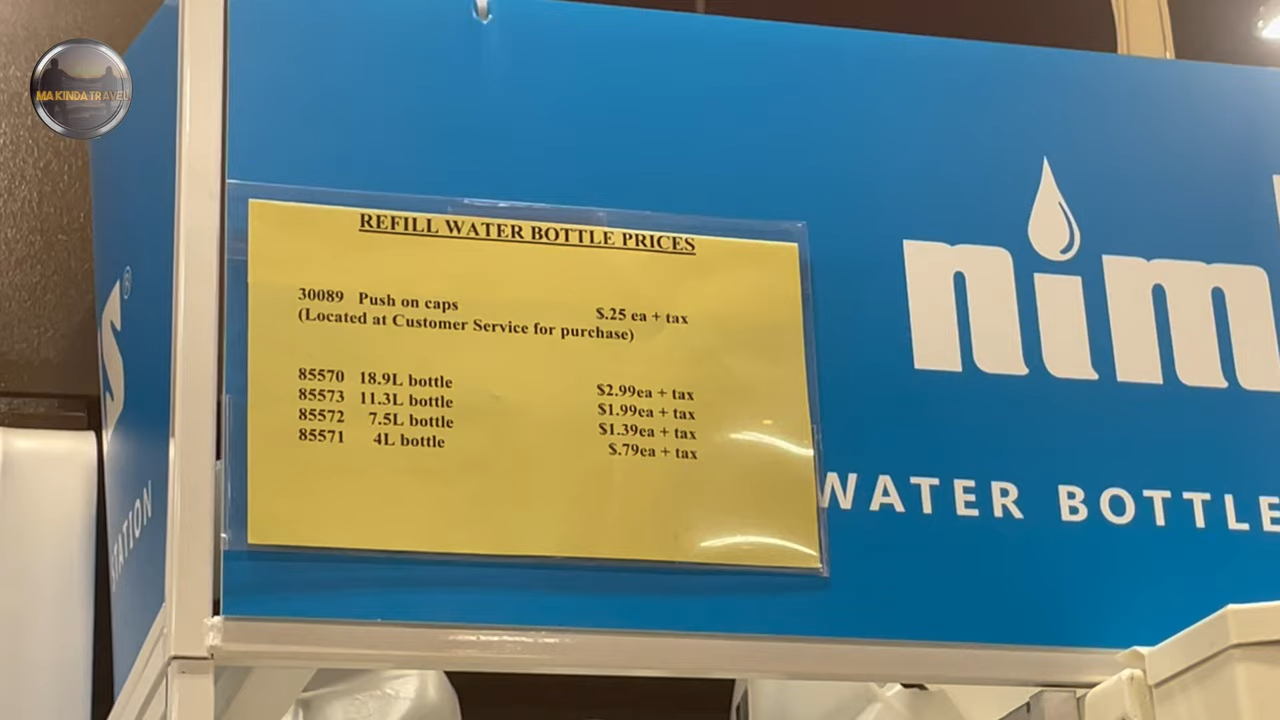 MAKINDA TRAVEL
REFILL WATER BOTTLE PRICES
30089 Push on caps $.25 ea + tax
(Located at Customer Service for purchase)
85570 18.9L bottle $2.99ea + tax
85573 11.3L bottle $1.99ea + tax
85572 7.5L bottle $1.39ea + tax
85571 4L bottle $.79ea + tax
nim
WATER BOTTLE
S®
STATION